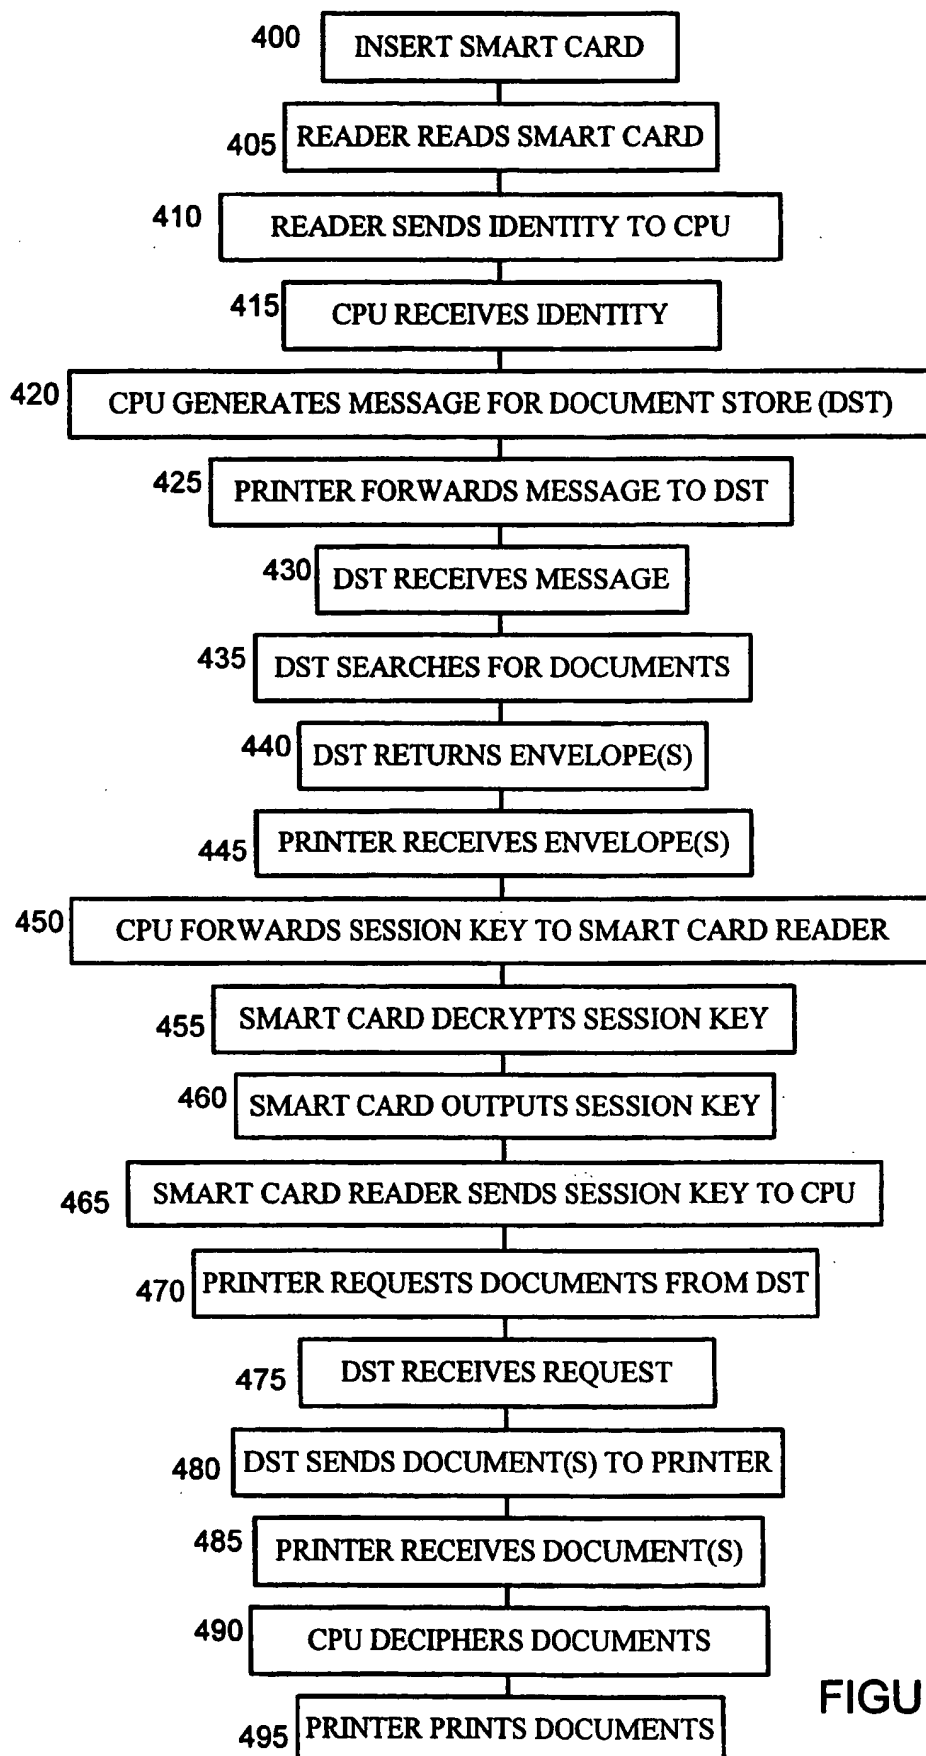 400 INSERT SMART CARD
405 READER READS SMART CARD
410 READER SENDS IDENTITY TO CPU
415 CPU RECEIVES IDENTITY
420 CPU GENERATES MESSAGE FOR DOCUMENT STORE (DST)
425 PRINTER FORWARDS MESSAGE TO DST
430 DST RECEIVES MESSAGE
435 DST SEARCHES FOR DOCUMENTS
440 DST RETURNS ENVELOPE(S)
445 PRINTER RECEIVES ENVELOPE(S)
450 CPU FORWARDS SESSION KEY TO SMART CARD READER
455 SMART CARD DECRYPTS SESSION KEY
460 SMART CARD OUTPUTS SESSION KEY
465 SMART CARD READER SENDS SESSION KEY TO CPU
470 PRINTER REQUESTS DOCUMENTS FROM DST
475 DST RECEIVES REQUEST
480 DST SENDS DOCUMENT(S) TO PRINTER
485 PRINTER RECEIVES DOCUMENT(S)
490 CPU DECIPHERS DOCUMENTS
495 PRINTER PRINTS DOCUMENTS
FIGU